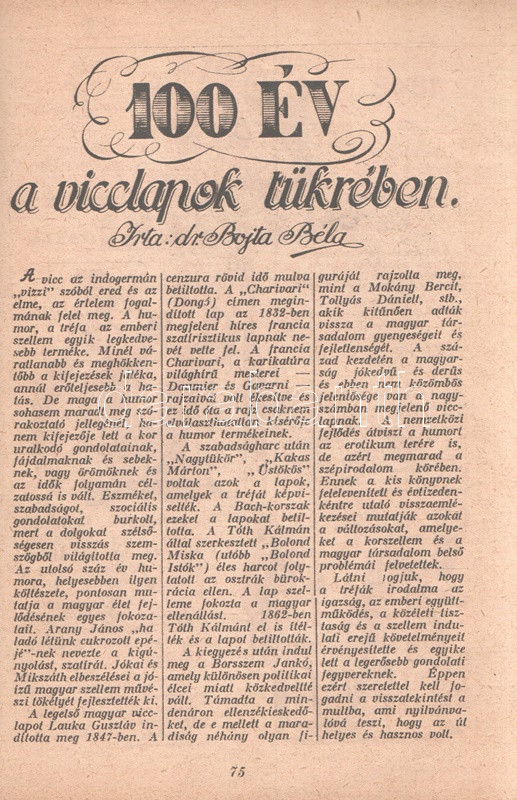 100 ÉV
a vicclapok tükrében.
Irta: dr Bojta Béla
A vicc az indogermán
„vizzi" szóból ered és az
elme, az értelem fogal-
mának felel meg. A hu-
mor, a tréfa az emberi
szellem egyik legkedve-
sebb terméke. Minél vá-
ratlanabb és meghökken-
tőbb a kifejezések játéka,
annál erőteljesebb a ha-
tás. De maga a humor
sohasem marad meg szó-
rakoztató jellegénél, ha-
nem kifejezője lett a kor
uralkodó gondolatainak,
fájdalmaknak és sebek-
nek, vagy örömöknek és
az idők folyamán cél-
zatossá is vált. Eszméket,
szabadságot, szociális
gondolatokat burkolt,
mert a dolgokat szélső-
ségesen visszás szem-
szögből világította meg.
Az utolsó száz év hu-
mora, helyesebben ilyen
költészete, pontosan mu-
tatja a magyar élet fej-
lődésének egyes fokoza-
tait. Arany János „ha-
ladó létünk cukrozott epé-
jé"-nek nevezte a kigú-
nyolást, szatirát. Jókai és
Mikszáth elbeszélései a jó-
ízű magyar szellem művé-
szi tökélyét fejlesztették ki.
A legelső magyar vicc-
lapot Lauka Gusztáv in-
dította meg 1847-ben. A
cenzura rövid idő mulva
betiltotta. A „Charivari"
(Dongó) címen megin-
dított lap az 1832-ben
megjelent híres francia
szatirisztikus lapnak ne-
vét vette fel. A francia
Charivari, a karikatúra
világhírű mesterei —
Daumier és Gavarni —
rajzaival volt ékesítve és
ez idő óta a rajz csaknem
elválaszthatatlan kísérője
a humor termékeinek.
A szabadságharc után
„Nagytükör", „Kakas
Márton", „Üstökös"
voltak azok a lapok,
amelyek a tréfát képvi-
selték. A Bach-korszak
ezeket a lapokat betil-
totta. A Tóth Kálmán
által szerkesztett „Bolond
Miska (utóbb „Bolond
Istók") éles harcot folyt-
atott az osztrák bürok-
rácia ellen. A lap szel-
leme fokozta a magyar
ellenállást. 1862-ben
Tóth Kálmánt el is ítél-
ték és a lapot betiltották.
A kiegyezés után indul
meg a Borsszem Jankó,
amely különösen politikai
élcei miatt közkedveltté
vált. Támadta a min-
denáron ellenzékieskedő-
ket, de e mellett a mara-
diság néhány olyan fi-
guráját rajzolta meg,
mint a Mokány Bercit,
Tollyás Dánielt, stb.,
akik kitűnően adták
vissza a magyar tár-
sadalom gyengeségeit és
fejletlenségét. A szá-
zad kezdetén a magyar-
ság jókedvű és derűs
és ebben a közömbös
jelentősége van a nagy-
számban megjelenő vicc-
lapnak. A nemzetközi
fejlődés átviszi a humort
az erotikum terére is,
de azért megmarad a
szépirodalom körében.
Ennek a kis könyvnek
felelevenített és évtizeden-
ként utaló visszaemlé-
kezései mutatják azokat
a változásokat, amelye-
ket a korszellem és a
magyar társadalom belső
problémái felvetettek.
Látni fogjuk, hogy
a tréfák irodalma az
igazság, az emberi együtt-
működés, a közéleti tisz-
taság és a szellem indu-
lati erejű követelményeit
érvényesítette és egyike
lett a legerősebb gondolati
fegyvereknek. Éppen
ezért szeretettel kell fo-
gadni a visszatekintést a
multba, ami nyilvánva-
lóvá teszi, hogy az út
helyes és hasznos volt.
75